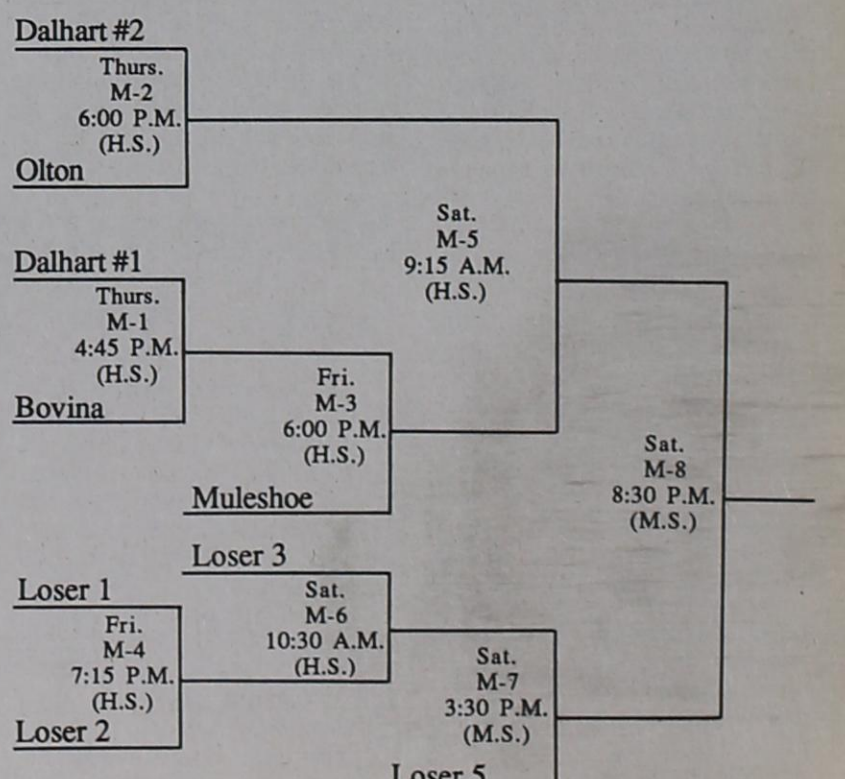 Dalhart #2
Thurs.
M-2
6:00 P.M.
(H.S.)
Olton
Sat.
M-5
9:15 A.M.
(H.S.)
Dalhart #1
Thurs.
M-1
4:45 P.M.
(H.S.)
Bovina
Fri.
M-3
6:00 P.M.
(H.S.)
Muleshoe
Sat.
M-8
8:30 P.M.
(M.S.)
Loser 3
Sat.
M-6
10:30 A.M.
(H.S.)
Loser 1
Fri.
M-4
7:15 P.M.
(H.S.)
Loser 2
Sat.
M-7
3:30 P.M.
(M.S.)
Loser 5